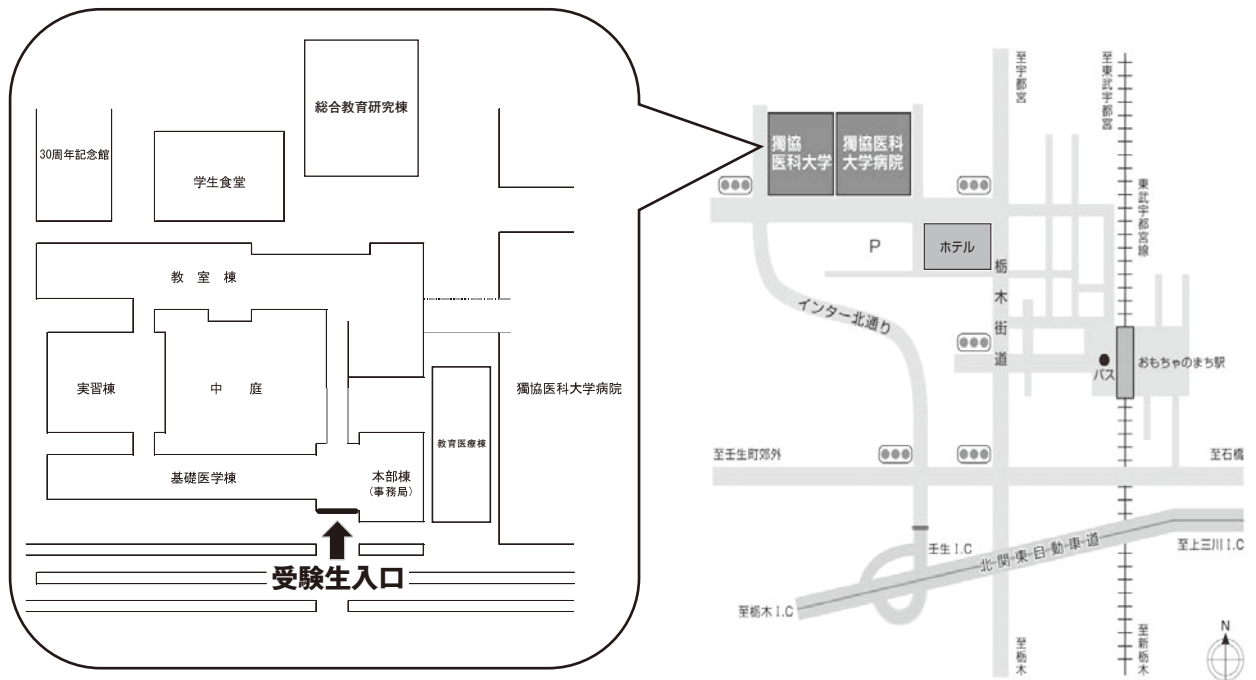 総合教育研究棟
30周年記念館
学生食堂
教室棟
実習棟
中庭
獨協医科大学病院
教育医療棟
基礎医学棟
本部棟
(事務局)
受験生入口
至宇都宮
至東武宇都宮
獨協
医科大学
獨協医科
大学病院
東武宇都宮線
P
ホテル
栃木街道
インター北通り
バス
おもちゃのまち駅
至壬生町郊外
至石橋
壬生I.C
北関東自動車道
至上三川I.C
至栃木I.C
至栃木
至新栃木
N